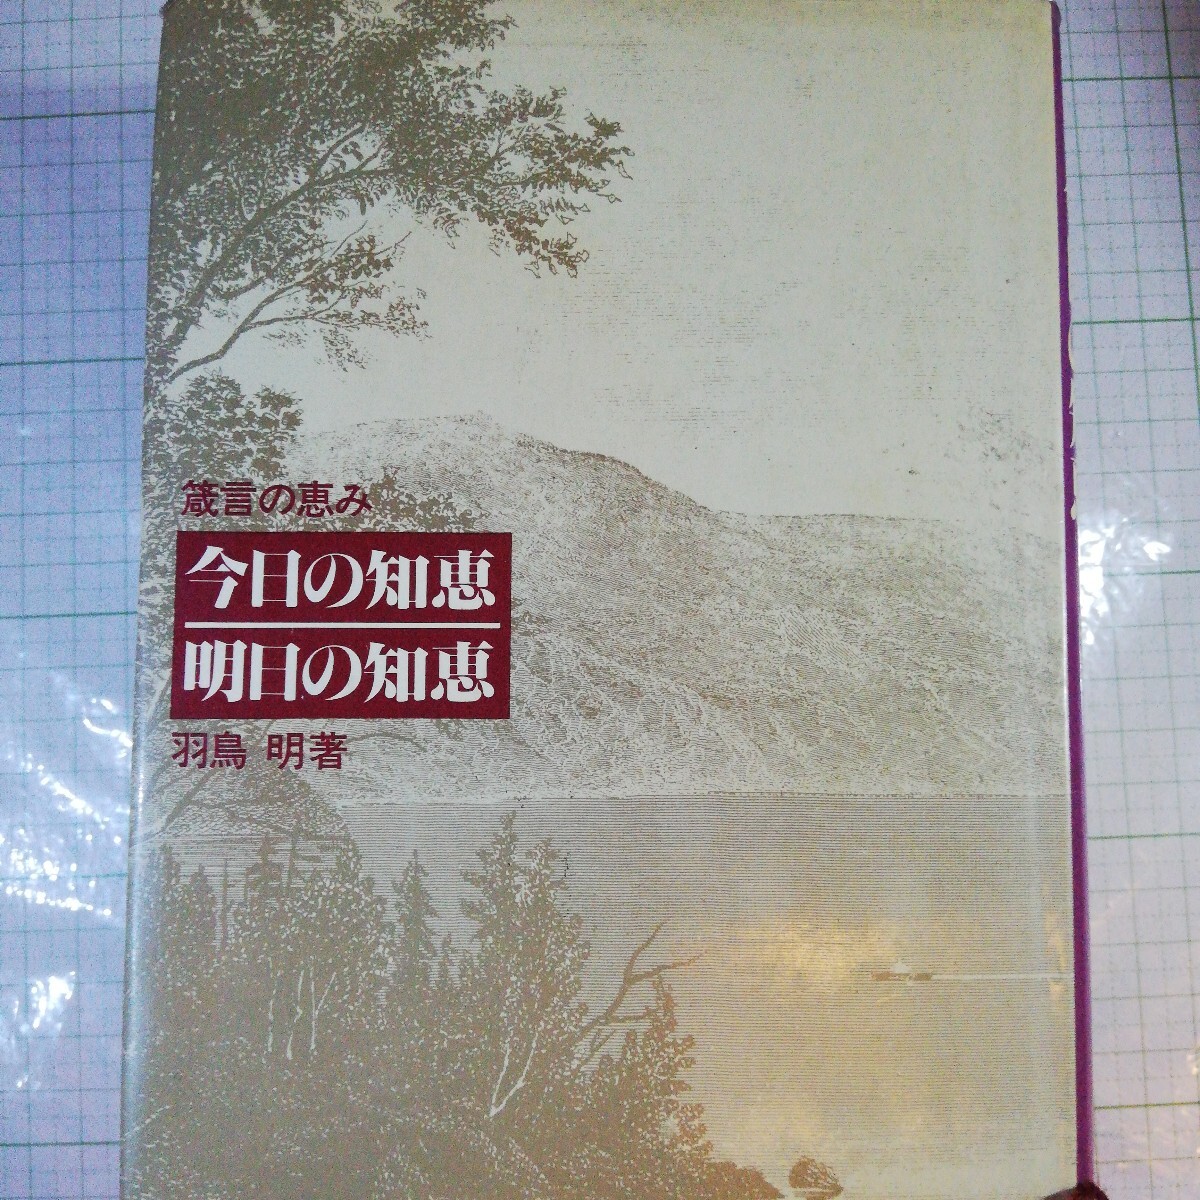 箴言の恵み
今日の知恵
明日の知恵
羽鳥 明著